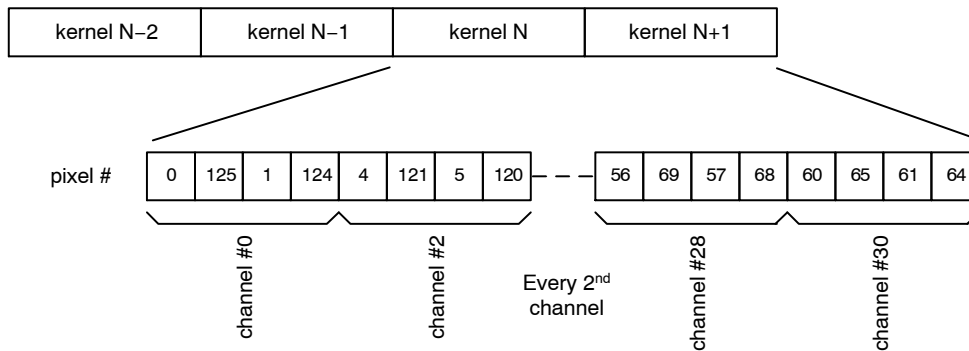 kernel N−2 kernel N−1 kernel N kernel N+1
pixel # 0 125 1 124 4 121 5 120 56 69 57 68 60 65 61 64
channel #0 channel #2 channel #28 channel #30
Every 2nd
channel